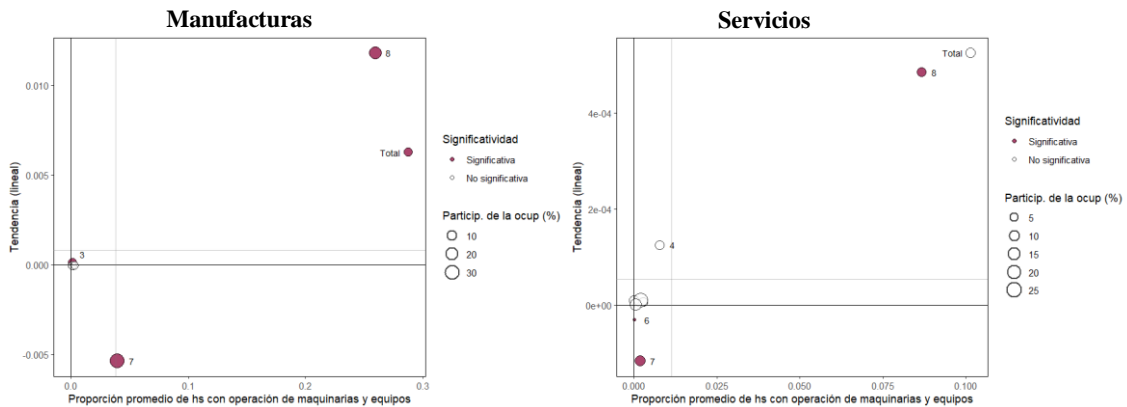 Manufacturas
Tendencia (lineal)
0.010
0.005
0.000
-0.005
8
Total
3
7
0.0
0.1
0.2
0.3
Proporción promedio de hs con operación de maquinarias y equipos
Significatividad
Significativa
No significativa
Particip. de la ocup (%)
10
20
30
Servicios
Tendencia (lineal)
4e-04
2e-04
0e+00
Total
8
4
6
7
0.000
0.025
0.050
0.075
0.100
Proporción promedio de hs con operación de maquinarias y equipos
Significatividad
Significativa
No significativa
Particip. de la ocup (%)
5
10
15
20
25